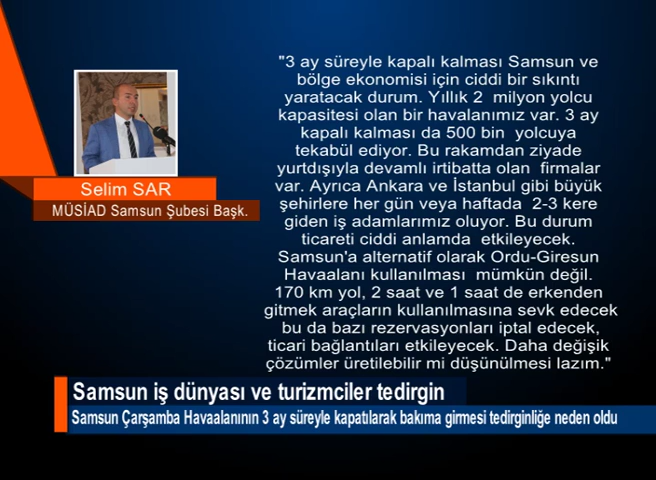 "3 ay süreyle kapalı kalması Samsun ve
bölge ekonomisi için ciddi bir sıkıntı
yaratacak durum. Yıllık 2 milyon yolcu
kapasitesi olan bir havalanımız var. 3 ay
kapalı kalması da 500 bin yolcuya
tekabül ediyor. Bu rakamdan ziyade
yurtdışıyla devamlı irtibatta olan firmalar
var. Ayrıca Ankara ve İstanbul gibi büyük
şehirlere her gün veya haftada 2-3 kere
giden iş adamlarımız oluyor. Bu durum
ticareti ciddi anlamda etkileyecek.
Samsun'a alternatif olarak Ordu-Giresun
Havaalanı kullanılması mümkün değil.
170 km yol, 2 saat ve 1 saat de erkenden
gitmek araçların kullanılmasına sevk edecek
bu da bazı rezervasyonları iptal edecek,
ticari bağlantıları etkileyecek. Daha değişik
çözümler üretilebilir mi düşünülmesi lazım."
Selim SAR
MÜSİAD Samsun Şubesi Başk.
Samsun iş dünyası ve turizmciler tedirgin
Samsun Çarşamba Havaalanının 3 ay süreyle kapatılarak bakıma girmesi tedirginliğe neden oldu